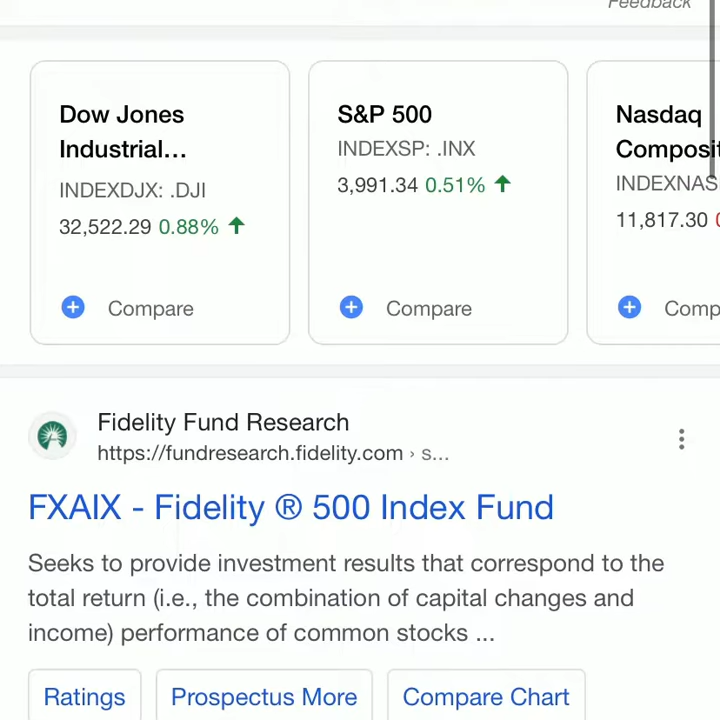 Feedback
Dow Jones
Industrial...
INDEXDJX: .DJI
32,522.29 0.88%
Compare
S&P 500
INDEXSP: .INX
3,991.34 0.51%
Compare
Nasdaq
Composit
INDEXNAS
11,817.30
Comp
Fidelity Fund Research
https://fundresearch.fidelity.com › s...
FXAIX - Fidelity ® 500 Index Fund
Seeks to provide investment results that correspond to the
total return (i.e., the combination of capital changes and
income) performance of common stocks ...
Ratings
Prospectus More
Compare Chart